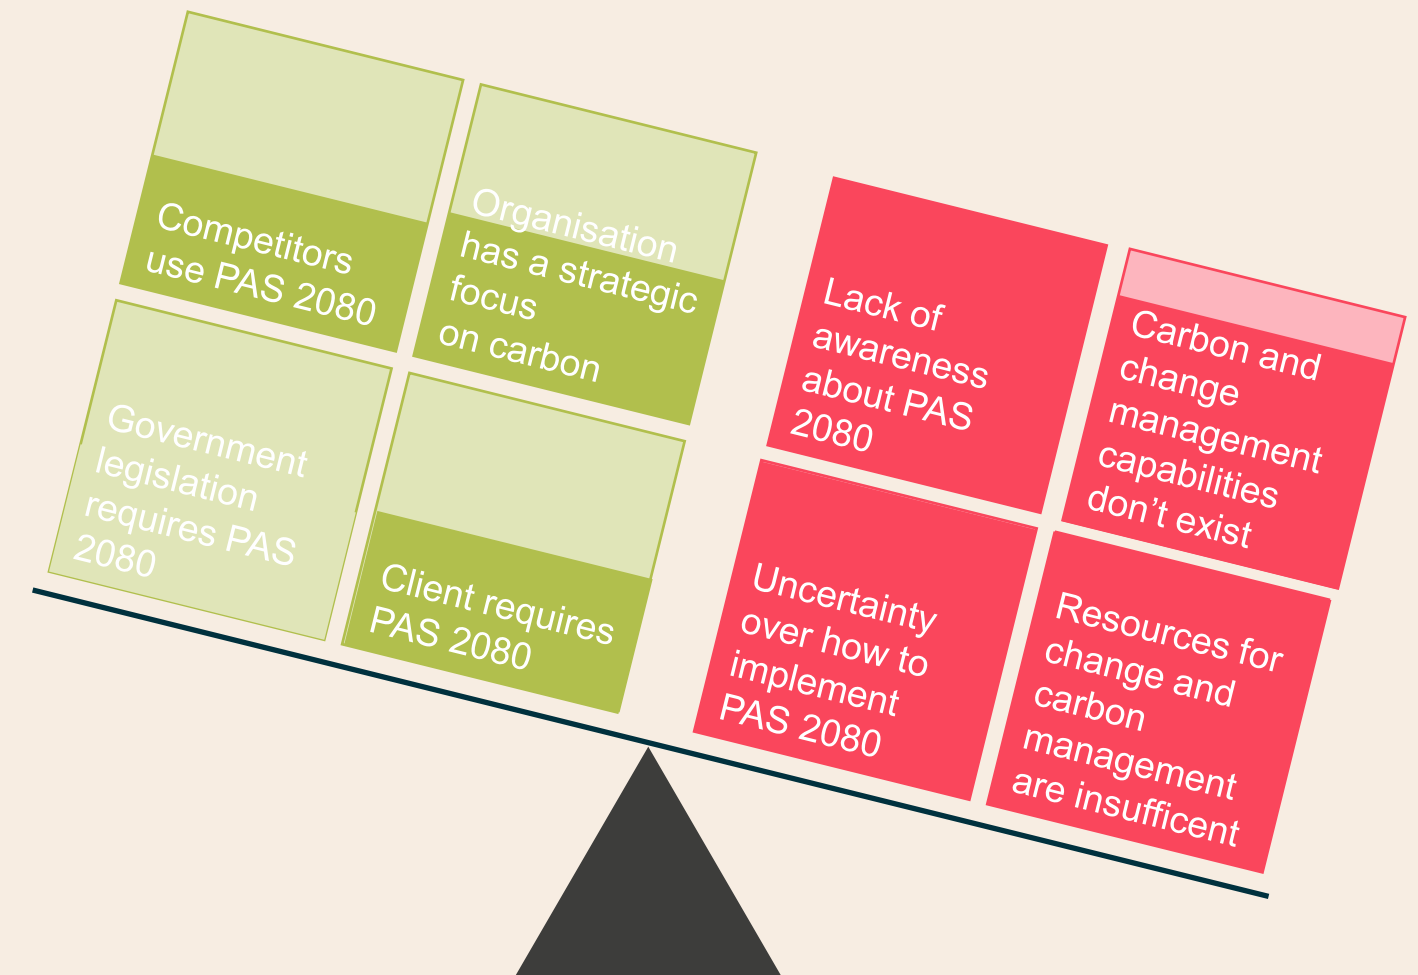 Competitors
use PAS 2080
Organisation
has a strategic
focus
on carbon
Government
legislation
requires PAS
2080
Client requires
PAS 2080
Lack of
awareness
about PAS
2080
Carbon and
change
management
capabilities
don’t exist
Uncertainty
over how to
implement
PAS 2080
Resources for
change and
carbon
management
are insufficent